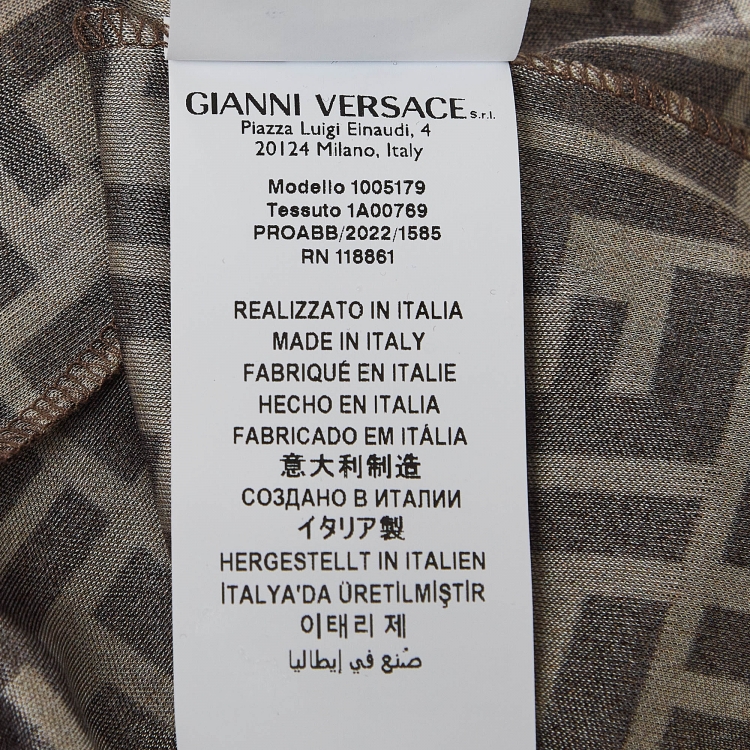 GIANNI VERSACE s.r.l.
Piazza Luigi Einaudi, 4
20124 Milano, Italy
Modello 1005179
Tessuto 1A00769
PROABB/2022/1585
RN 118861
REALIZZATO IN ITALIA
MADE IN ITALY
FABRIQUÉ EN ITALIE
HECHO EN ITALIA
FABRICADO EM ITÁLIA
意大利制造
СОЗДАНО В ИТАЛИИ
イタリア製
HERGESTELLT IN ITALIEN
İTALYA'DA ÜRETİLMİŞTİR
이태리 제
صُنع في إيطاليا